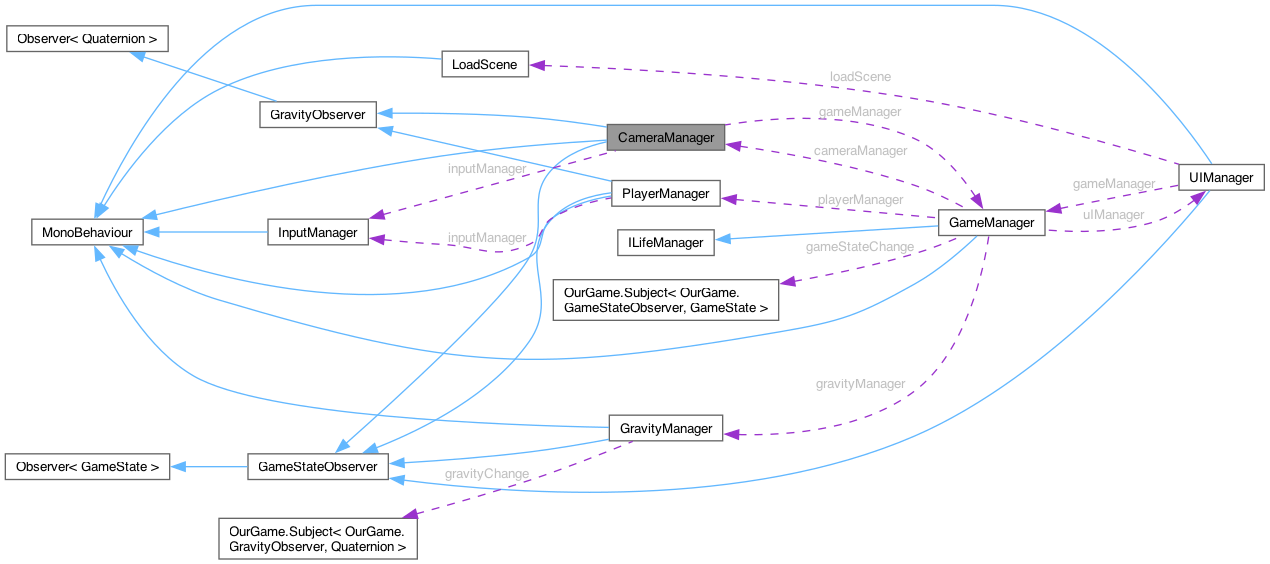 Observer< Quaternion >
LoadScene
loadScene
GravityObserver
gameManager
CameraManager
cameraManager
inputManager
UIManager
gameManager
PlayerManager
playerManager
uIManager
GameManager
MonoBehaviour
InputManager
inputManager
ILifeManager
gameStateChange
OurGame.Subject< OurGame.
GameStateObserver, GameState >
gravityManager
GravityManager
Observer< GameState >
GameStateObserver
gravityChange
OurGame.Subject< OurGame.
GravityObserver, Quaternion >